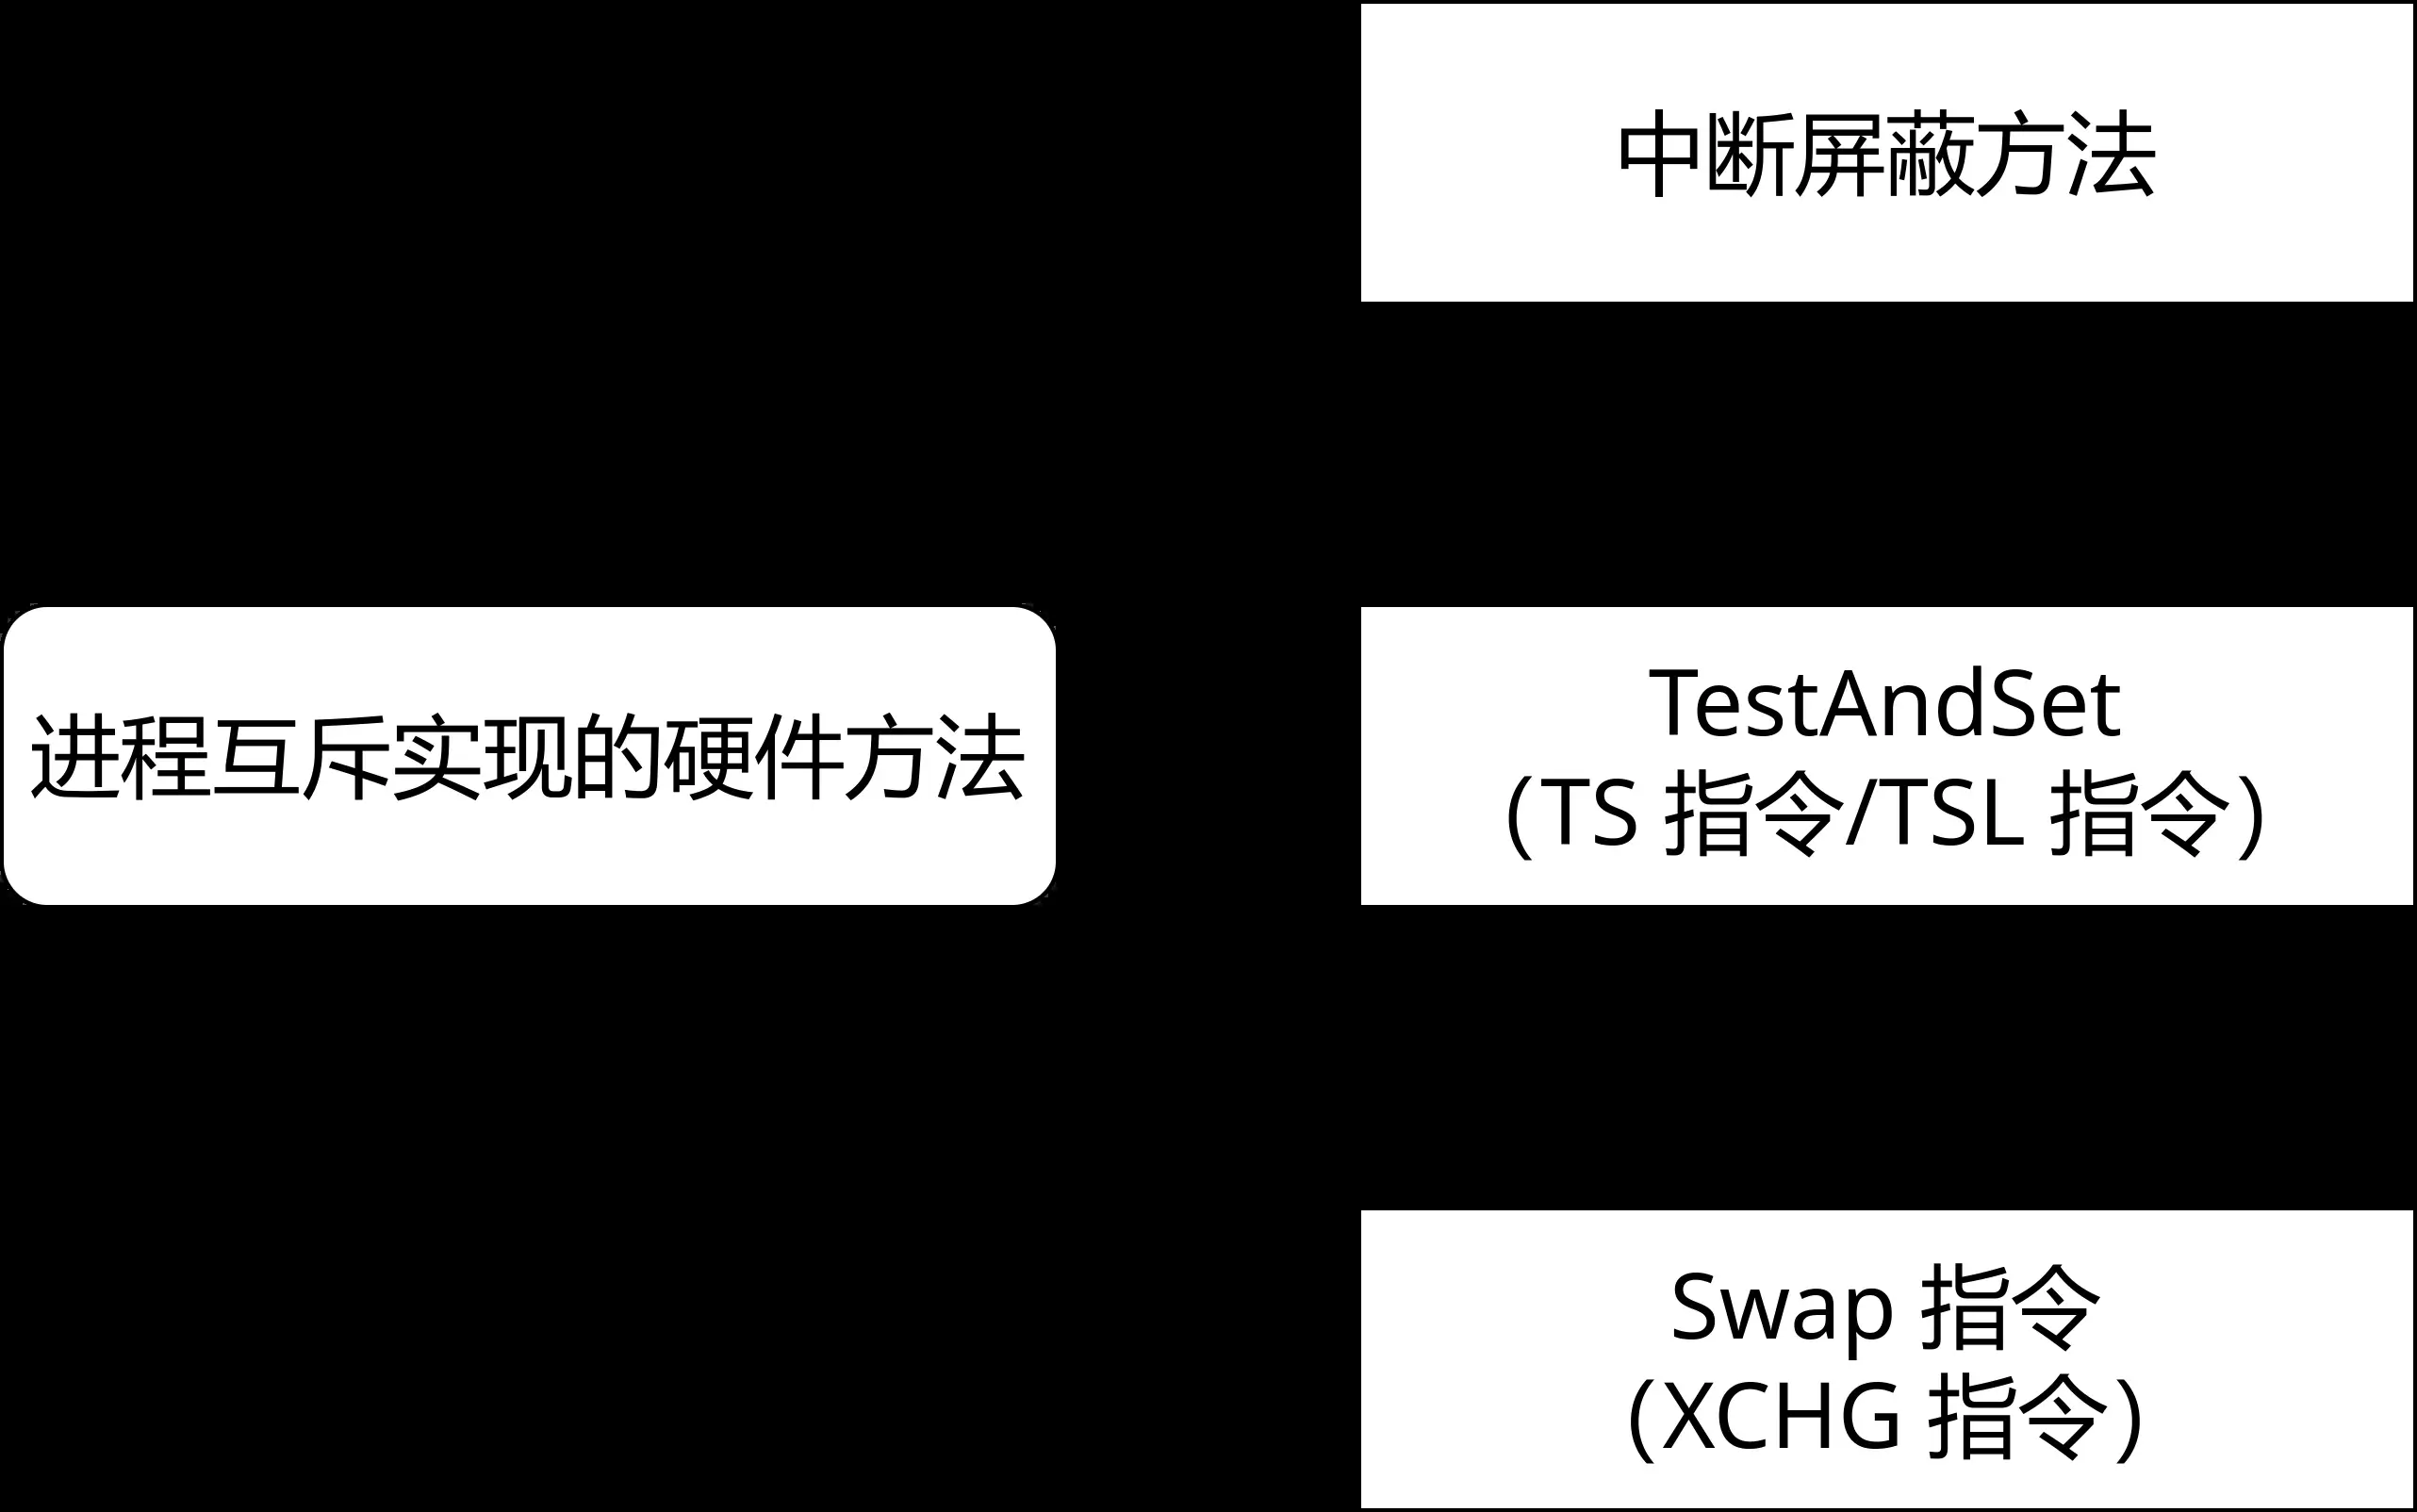 中断屏蔽方法
进程互斥实现的硬件方法
TestAndSet
(TS 指令/TSL 指令)
Swap 指令
(XCHG 指令)